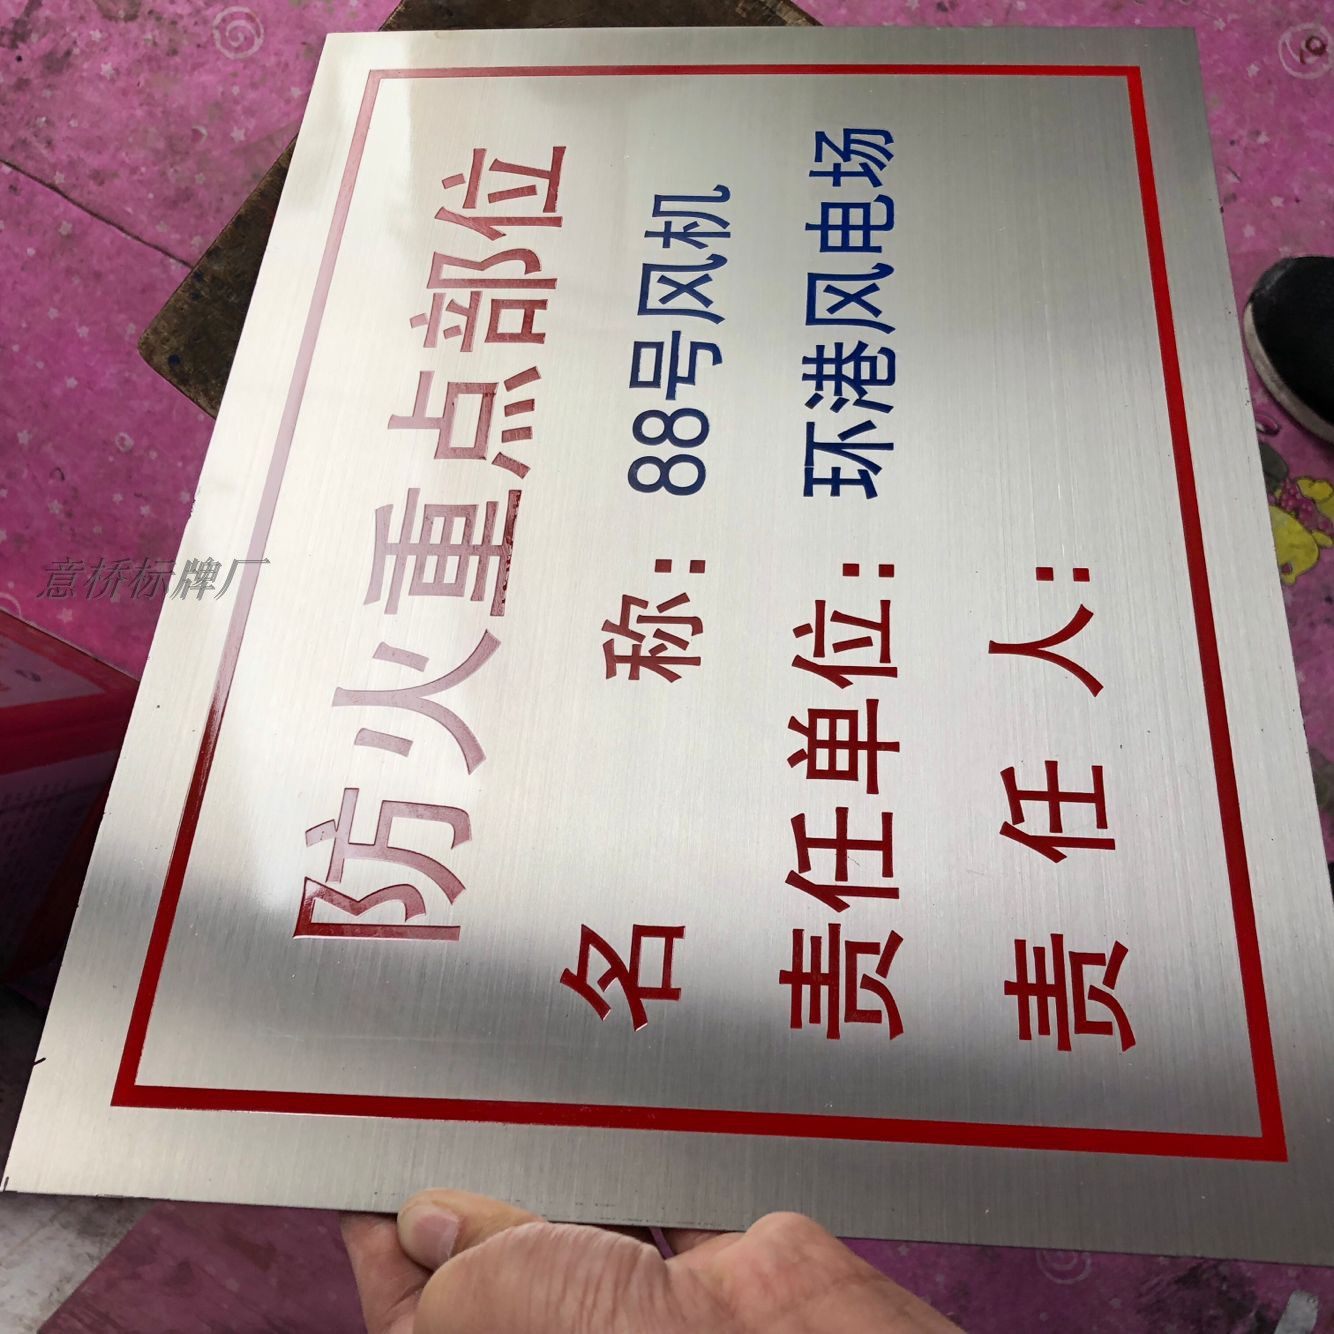 防火重点部位
名 称：88号风机
责任单位：环港风电场
责 任 人：
意桥标牌厂